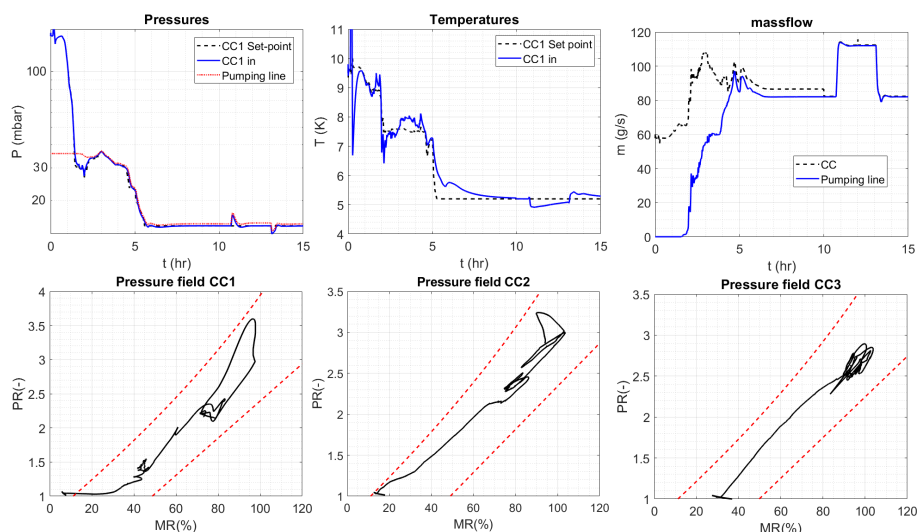 Pressures
CC1 Set-point
CC1 in
Pumping line
P (mbar)
100
30
20
0 5 10 15
t (hr)
Temperatures
CC1 Set point
CC1 in
T (K)
11
10
9
8
7
6
5
4
0 5 10 15
t (hr)
massflow
CC
Pumping line
m (g/s)
120
100
80
60
40
20
0
0 5 10 15
t (hr)
Pressure field CC1
PR(-)
4
3.5
3
2.5
2
1.5
1
0 20 40 60 80 100 120
MR(%)
Pressure field CC2
PR(-)
3.5
3
2.5
2
1.5
1
0 20 40 60 80 100 120
MR(%)
Pressure field CC3
PR(-)
3.5
3
2.5
2
1.5
1
0 20 40 60 80 100 120
MR(%)